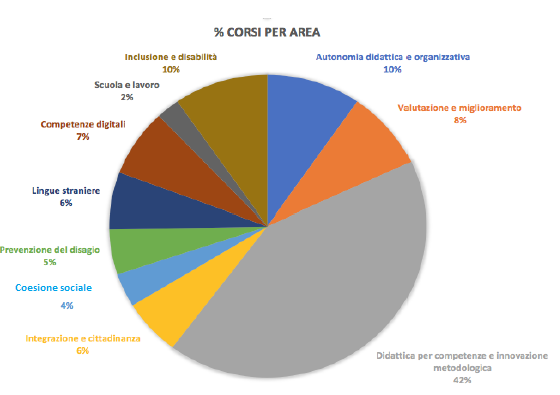 % CORSI PER AREA
Inclusione e disabilità
10%
Autonomia didattica e organizzativa
10%
Scuola e lavoro
2%
Valutazione e miglioramento
8%
Competenze digitali
7%
Lingue straniere
6%
Prevenzione del disagio
5%
Coesione sociale
4%
Integrazione e cittadinanza
6%
Didattica per competenze e innovazione
metodologica
42%